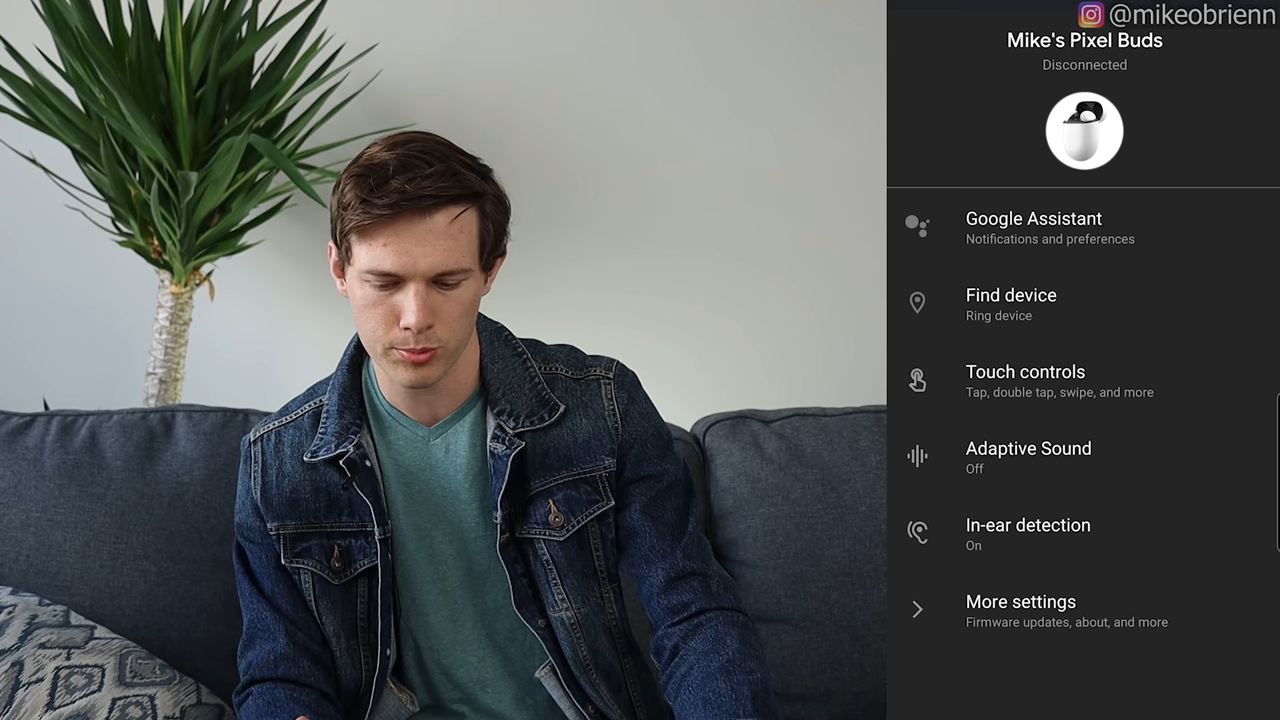 @mikeobrienn
Mike's Pixel Buds
Disconnected
Google Assistant
Notifications and preferences
Find device
Ring device
Touch controls
Tap, double tap, swipe, and more
Adaptive Sound
Off
In-ear detection
On
More settings
Firmware updates, about, and more